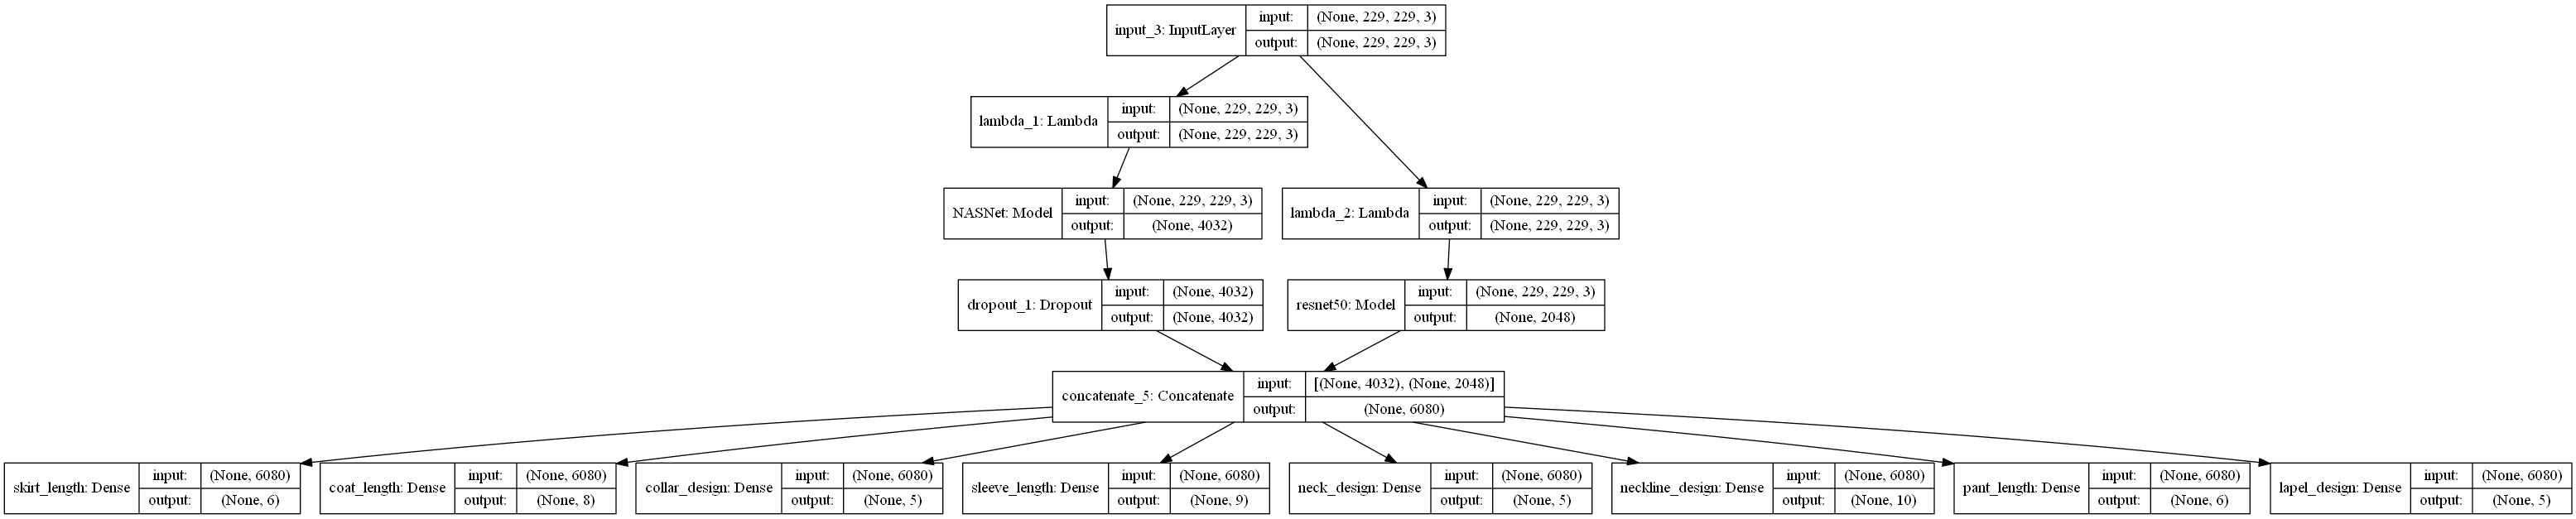 input_3: InputLayer input: (None, 229, 229, 3)
output: (None, 229, 229, 3)
lambda_1: Lambda input: (None, 229, 229, 3)
output: (None, 229, 229, 3)
NASNet: Model input: (None, 229, 229, 3)
output: (None, 4032)
lambda_2: Lambda input: (None, 229, 229, 3)
output: (None, 229, 229, 3)
dropout_1: Dropout input: (None, 4032)
output: (None, 4032)
resnet50: Model input: (None, 229, 229, 3)
output: (None, 2048)
concatenate_5: Concatenate input: [(None, 4032), (None, 2048)]
output: (None, 6080)
skirt_length: Dense input: (None, 6080)
output: (None, 6)
coat_length: Dense input: (None, 6080)
output: (None, 8)
collar_design: Dense input: (None, 6080)
output: (None, 5)
sleeve_length: Dense input: (None, 6080)
output: (None, 9)
neck_design: Dense input: (None, 6080)
output: (None, 5)
neckline_design: Dense input: (None, 6080)
output: (None, 10)
pant_length: Dense input: (None, 6080)
output: (None, 6)
lapel_design: Dense input: (None, 6080)
output: (None, 5)